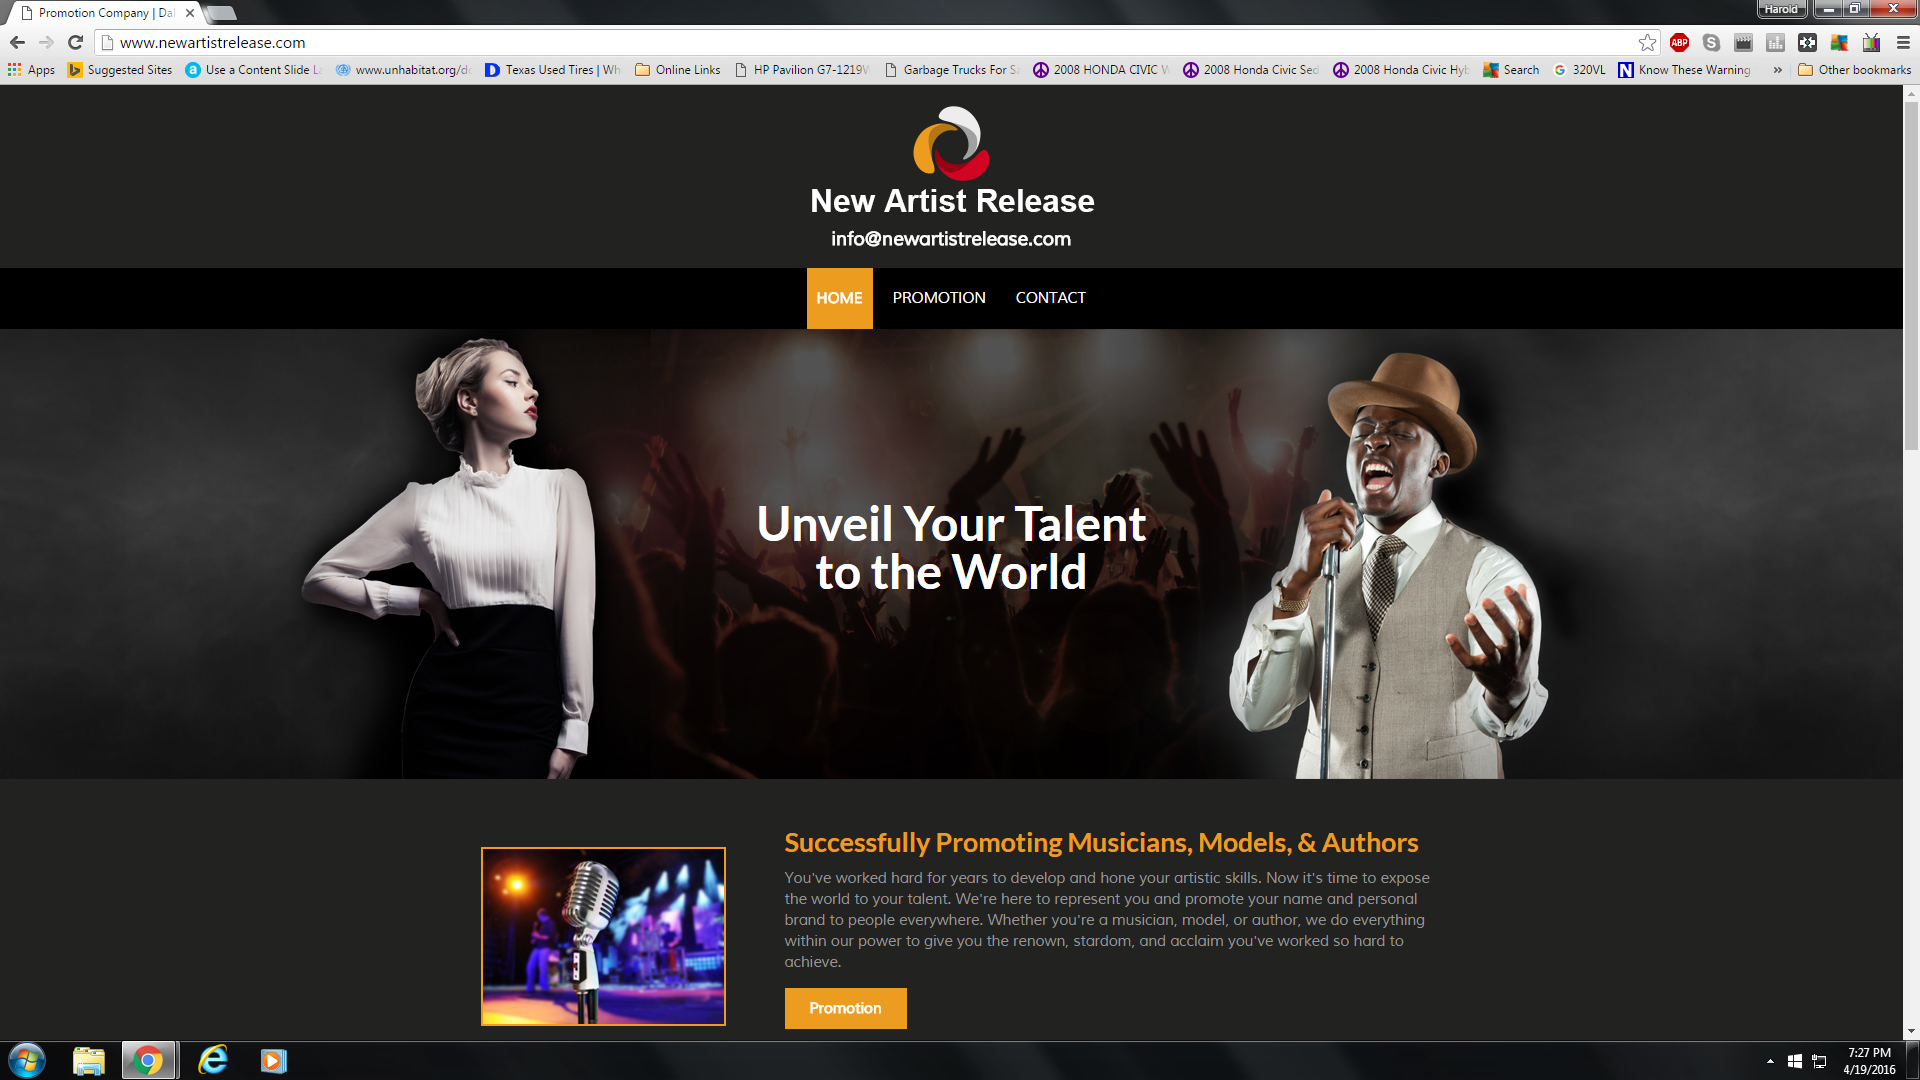 Promotion Company | Da
Harold
www.newartistrelease.com
ABP
Apps
Suggested Sites
Use a Content Slide
www.unhabitat.org/d
Texas Used Tires | Wh
Online Links
HP Pavilion G7-1219
Garbage Trucks For S
2008 HONDA CIVIC
2008 Honda Civic Sed
2008 Honda Civic Hyb
Search
320VL
Know These Warning
»
Other bookmarks
New Artist Release
info@newartistrelease.com
HOME
PROMOTION
CONTACT
Unveil Your Talent
to the World
Successfully Promoting Musicians, Models, & Authors
You've worked hard for years to develop and hone your artistic skills. Now it's time to expose
the world to your talent. We're here to represent you and promote your name and personal
brand to people everywhere. Whether you're a musician, model, or author, we do everything
within our power to give you the renown, stardom, and acclaim you've worked so hard to
achieve.
Promotion
7:27 PM
4/19/2016